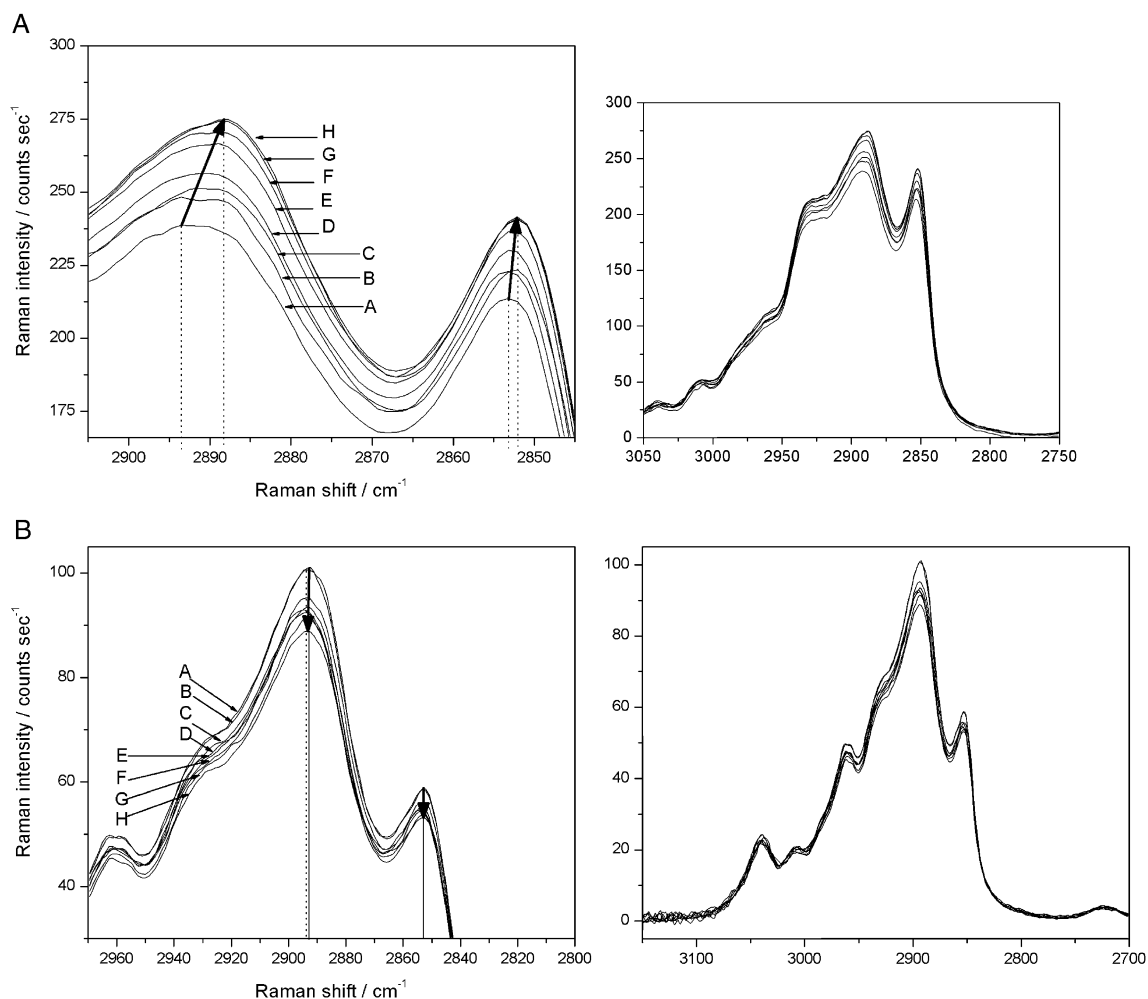 A
Raman intensity / counts sec⁻¹
300
275
250
225
200
175
H
G
F
E
D
C
B
A
2900 2890 2880 2870 2860 2850
Raman shift / cm⁻¹
300
250
200
150
100
50
0
3050 3000 2950 2900 2850 2800 2750
B
Raman intensity / counts sec⁻¹
100
80
60
40
A
B
C
D
E
F
G
H
2960 2940 2920 2900 2880 2860 2840 2820 2800
Raman shift / cm⁻¹
100
80
60
40
20
0
3100 3000 2900 2800 2700